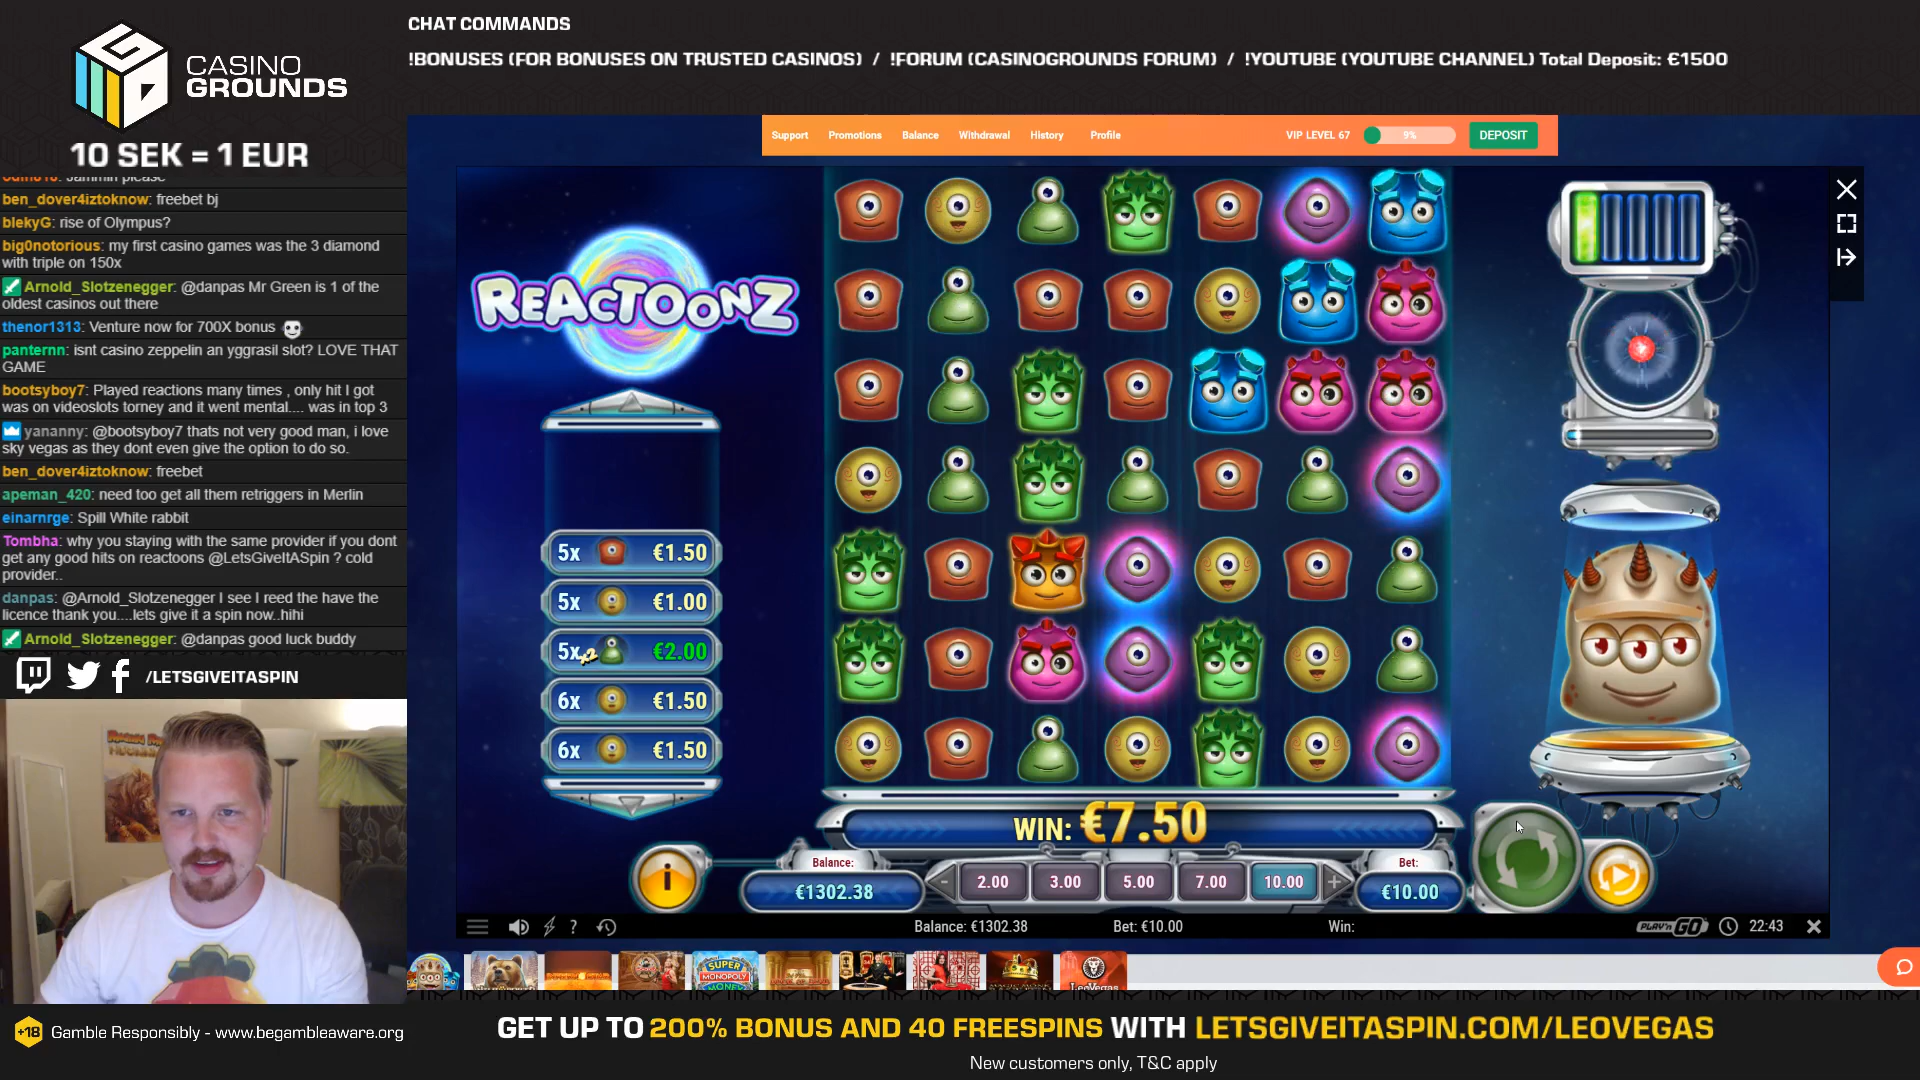 CHAT COMMANDS
!BONUSES (FOR BONUSES ON TRUSTED CASINOS) / !FORUM (CASINOGROUNDS FORUM) / !YOUTUBE (YOUTUBE CHANNEL) Total Deposit: €1500
CASINO
GROUNDS
10 SEK = 1 EUR
Support Promotions Balance Withdrawal History Profile VIP LEVEL 67 9% DEPOSIT
please
ben_dover4iztoknow: freebet bj
blekyG: rise of Olympus?
big0notorious: my first casino games was the 3 diamond
with triple on 150x
Arnold_Slotzenegger: @danpas Mr Green is 1 of the
oldest casinos out there
thenor1313: Venture now for 700X bonus
panternn: isnt casino zeppelin an yggrasil slot? LOVE THAT
GAME
bootsyboy7: Played reactions many times , only hit I got
was on videoslots torney and it went mental.... was in top 3
yananny: @bootsyboy7 thats not very good man, i love
sky vegas as they dont even give the option to do so.
ben_dover4iztoknow: freebet
apeman_420: need too get all them retriggers in Merlin
einarnrge: Spill White rabbit
Tombha: why you staying with the same provider if you dont
get any good hits on reactoons @LetsGiveItASpin ? cold
provider..
danpas: @Arnold_Slotzenegger I see I reed the have the
licence thank you....lets give it a spin now..hihi
Arnold_Slotzenegger: @danpas good luck buddy
/LETSGIVEITASPIN
REACTOONZ
5x €1.50
5x €1.00
5x x2 €2.00
6x €1.50
6x €1.50
WIN: €7.50
Balance:
€1302.38
- 2.00 3.00 5.00 7.00 10.00 +
Bet:
€10.00
i
? Balance: €1302.38 Bet: €10.00 Win: PLAY'n GO 22:43
SUPER
MONOPOLY
MONEY
LeoVegas
+18 Gamble Responsibly - www.begambleaware.org
GET UP TO 200% BONUS AND 40 FREESPINS WITH LETSGIVEITASPIN.COM/LEOVEGAS
New customers only, T&C apply